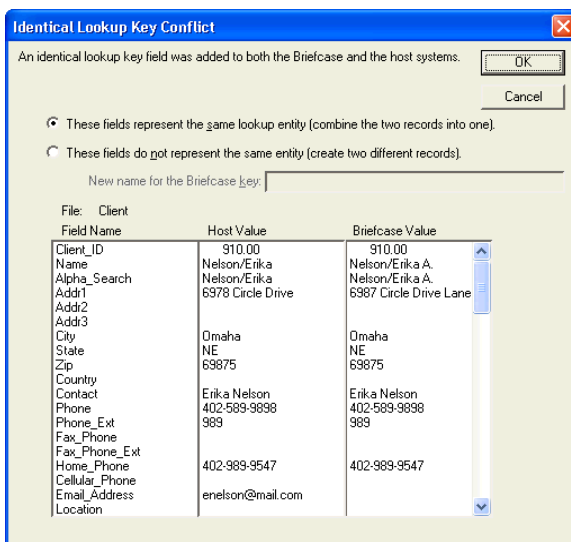 Identical Lookup Key Conflict
An identical lookup key field was added to both the Briefcase and the host systems.
OK
Cancel
These fields represent the same lookup entity (combine the two records into one).
These fields do not represent the same entity (create two different records).
New name for the Briefcase key:
File: Client
Field Name Host Value Briefcase Value
Client_ID 910.00 910.00
Name Nelson/Erika Nelson/Erika A.
Alpha_Search Nelson/Erika Nelson/Erika A.
Addr1 6978 Circle Drive 6987 Circle Drive Lane
Addr2
Addr3
City Omaha Omaha
State NE NE
Zip 69875 69875
Country
Contact Erika Nelson Erika Nelson
Phone 402-589-9898 402-589-9898
Phone_Ext 989 989
Fax_Phone
Fax_Phone_Ext
Home_Phone 402-989-9547 402-989-9547
Cellular_Phone
Email_Address enelson@mail.com
Location